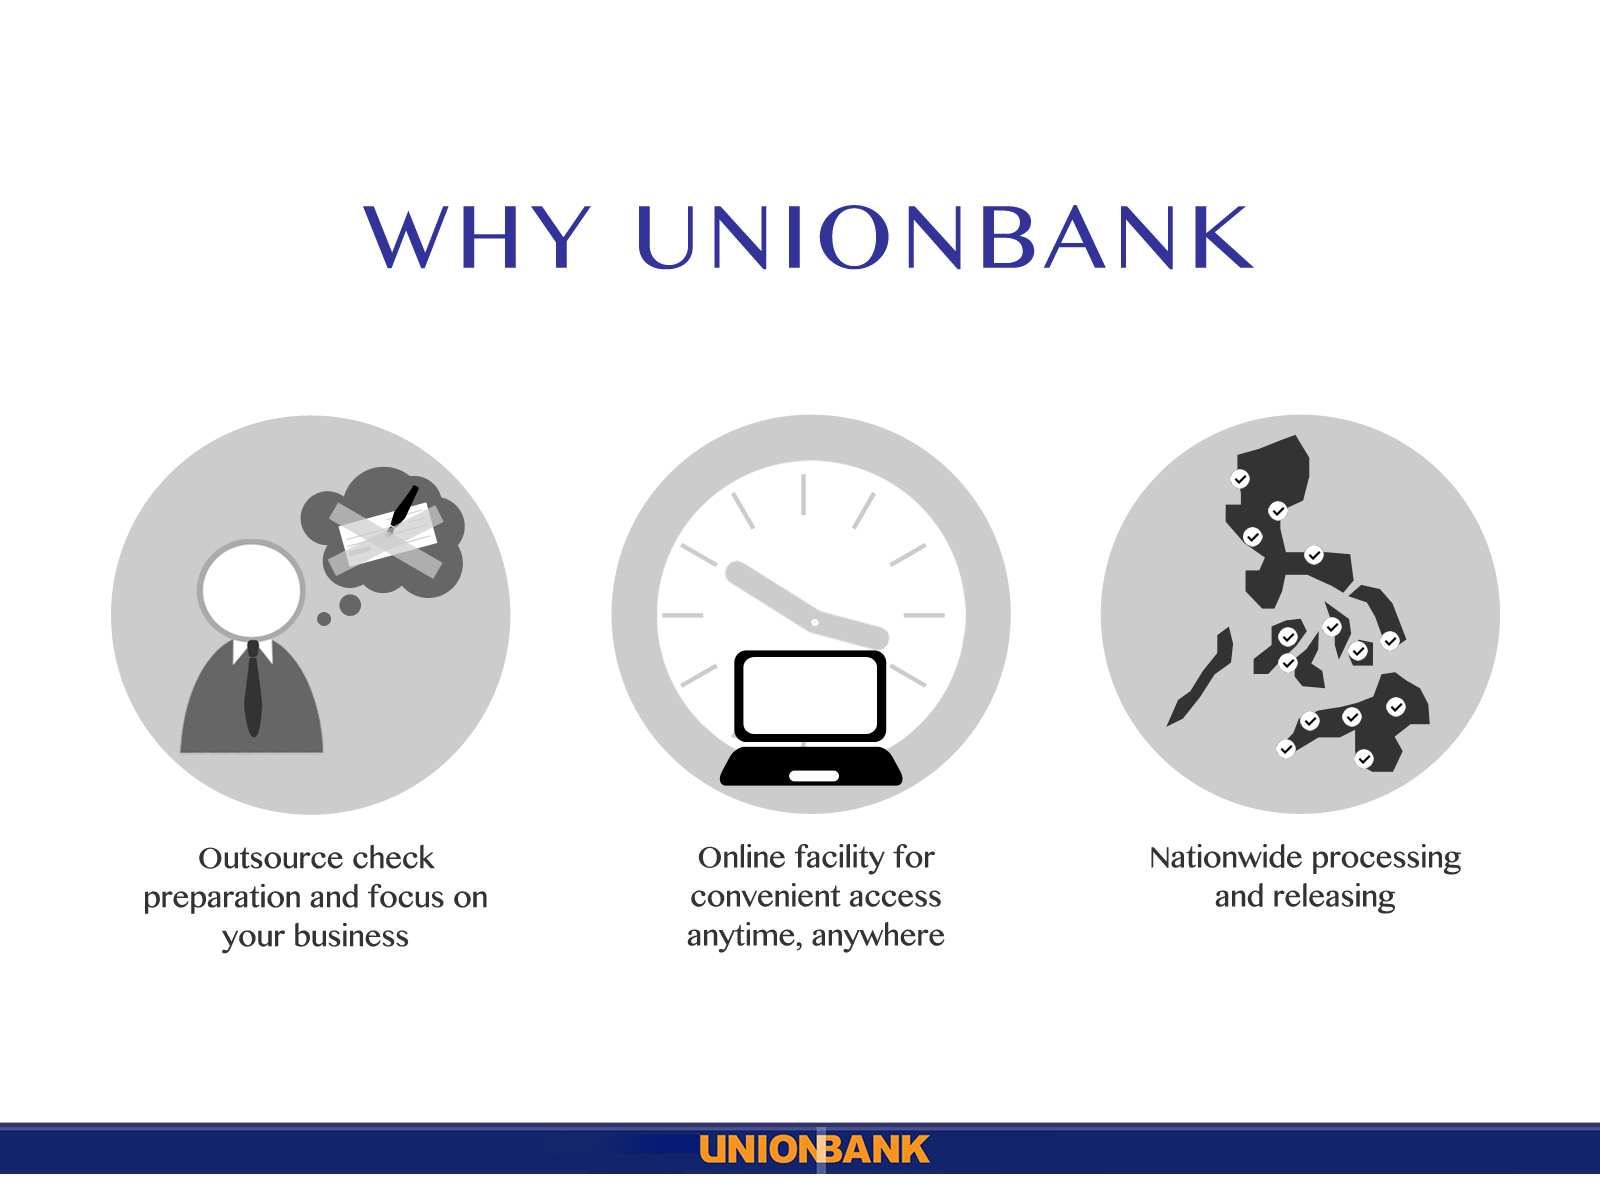 WHY UNIONBANK
Outsource check
preparation and focus on
your business
Online facility for
convenient access
anytime, anywhere
Nationwide processing
and releasing
UNIONBANK